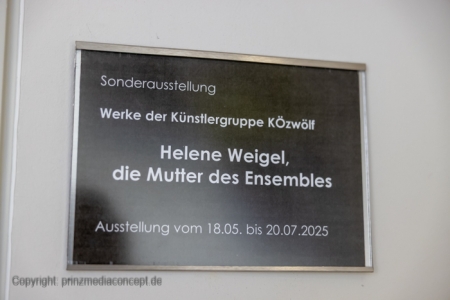 Sonderausstellung
Werke der Künstlergruppe KÖzwölf
Helene Weigel,
die Mutter des Ensembles
Ausstellung vom 18.05. bis 20.07.2025
Copyright: prinzmediaconcept.de